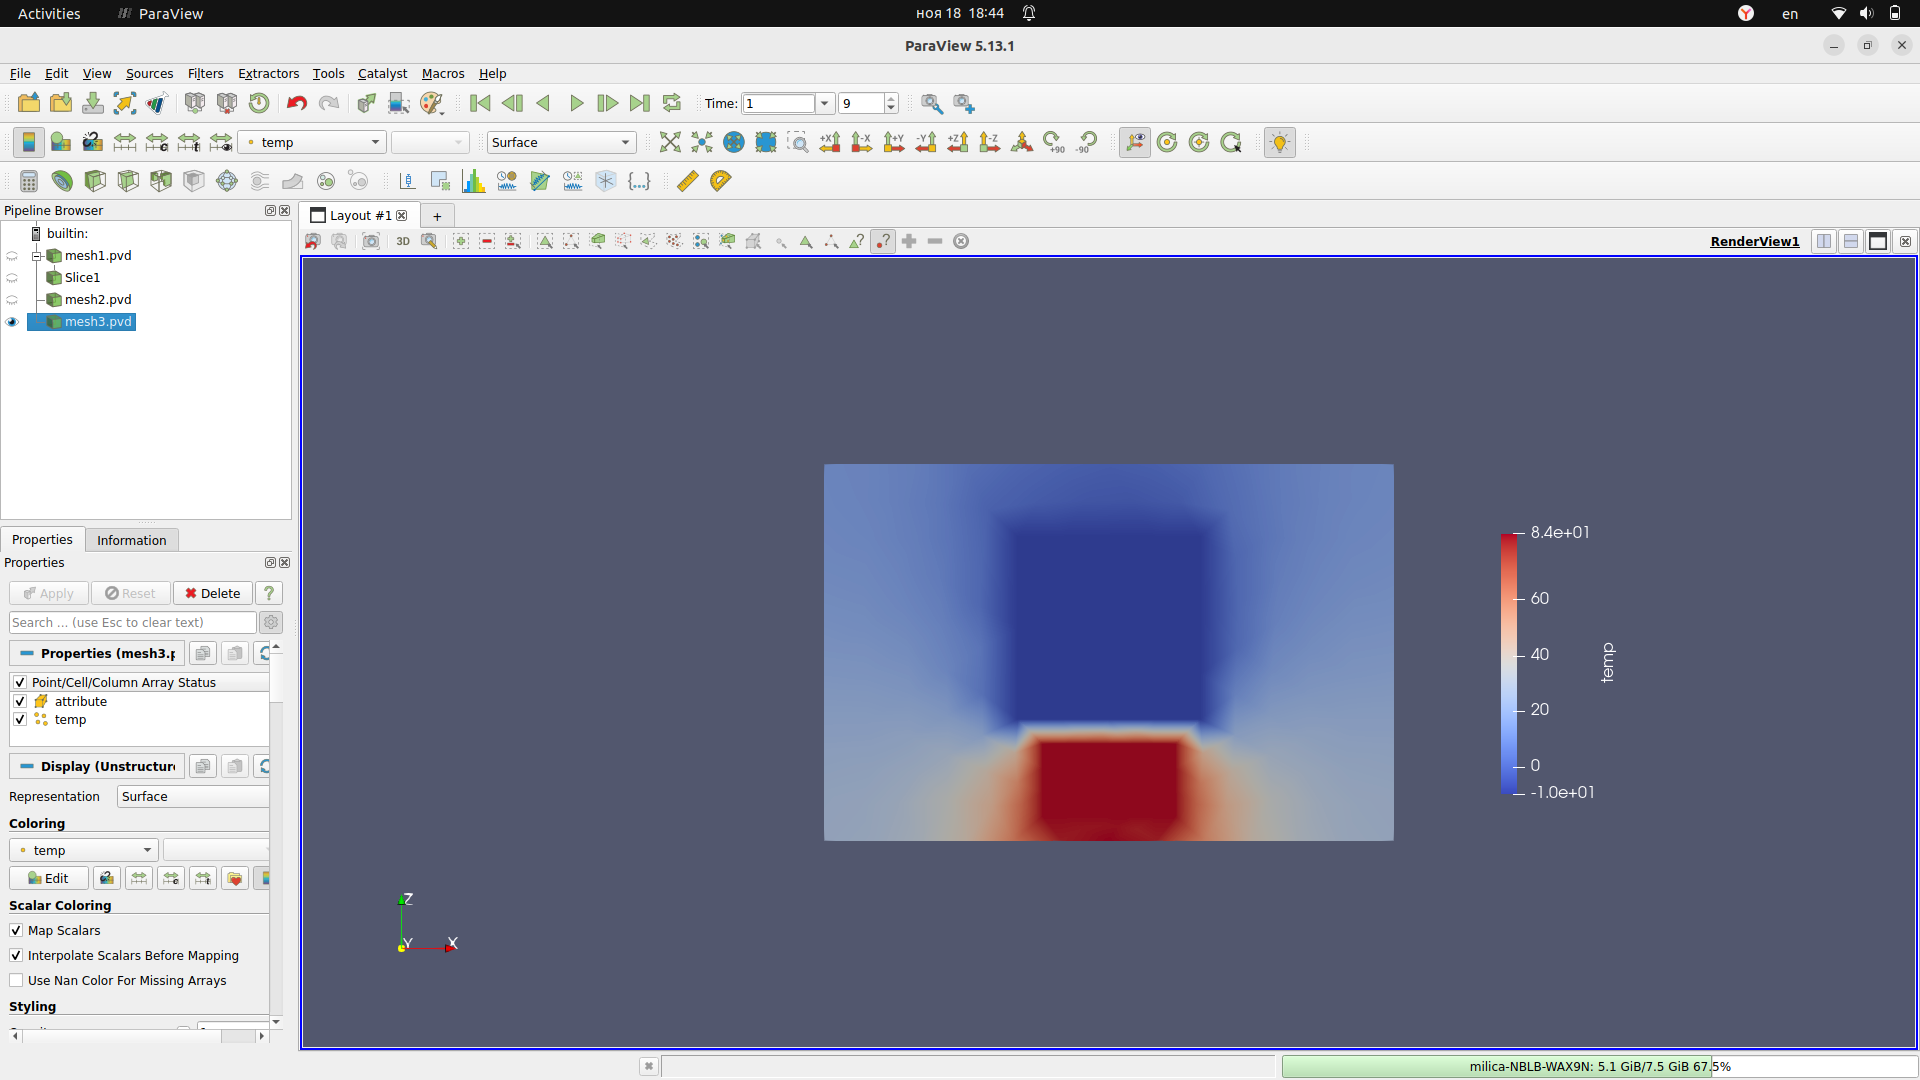 Activities ParaView ноя 18 18:44 en
ParaView 5.13.1
File Edit View Sources Filters Extractors Tools Catalyst Macros Help
Time: 1 9
temp Surface +X -X +Y -Y +Z -Z +90 -90
Pipeline Browser
Layout #1 +
builtin:
3D RenderView1
mesh1.pvd
Slice1
mesh2.pvd
mesh3.pvd
Properties Information
Properties
Apply Reset Delete ?
Search ... (use Esc to clear text)
Properties (mesh3.p
Point/Cell/Column Array Status
attribute
temp
Display (Unstructure
Representation Surface
Coloring
temp
Edit
Scalar Coloring
Map Scalars
Interpolate Scalars Before Mapping
Use Nan Color For Missing Arrays
Styling
8.4e+01
60
40
20
0
-1.0e+01
temp
Z
Y X
milica-NBLB-WAX9N: 5.1 GiB/7.5 GiB 67.5%